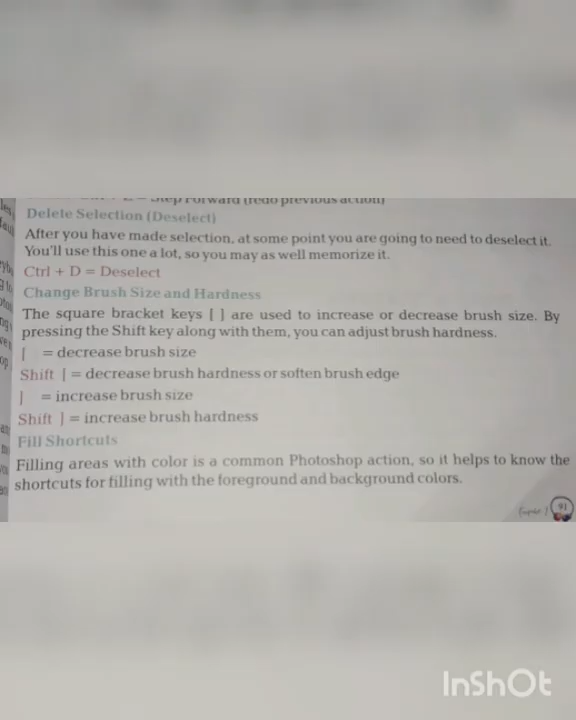 = Step Forward (redo previous action)
Delete Selection (Deselect)
After you have made selection, at some point you are going to need to deselect it.
You'll use this one a lot, so you may as well memorize it.
Ctrl + D = Deselect
Change Brush Size and Hardness
The square bracket keys [ ] are used to increase or decrease brush size. By
pressing the Shift key along with them, you can adjust brush hardness.
[ = decrease brush size
Shift [ = decrease brush hardness or soften brush edge
] = increase brush size
Shift ] = increase brush hardness
Fill Shortcuts
Filling areas with color is a common Photoshop action, so it helps to know the
shortcuts for filling with the foreground and background colors.
91
InShOt